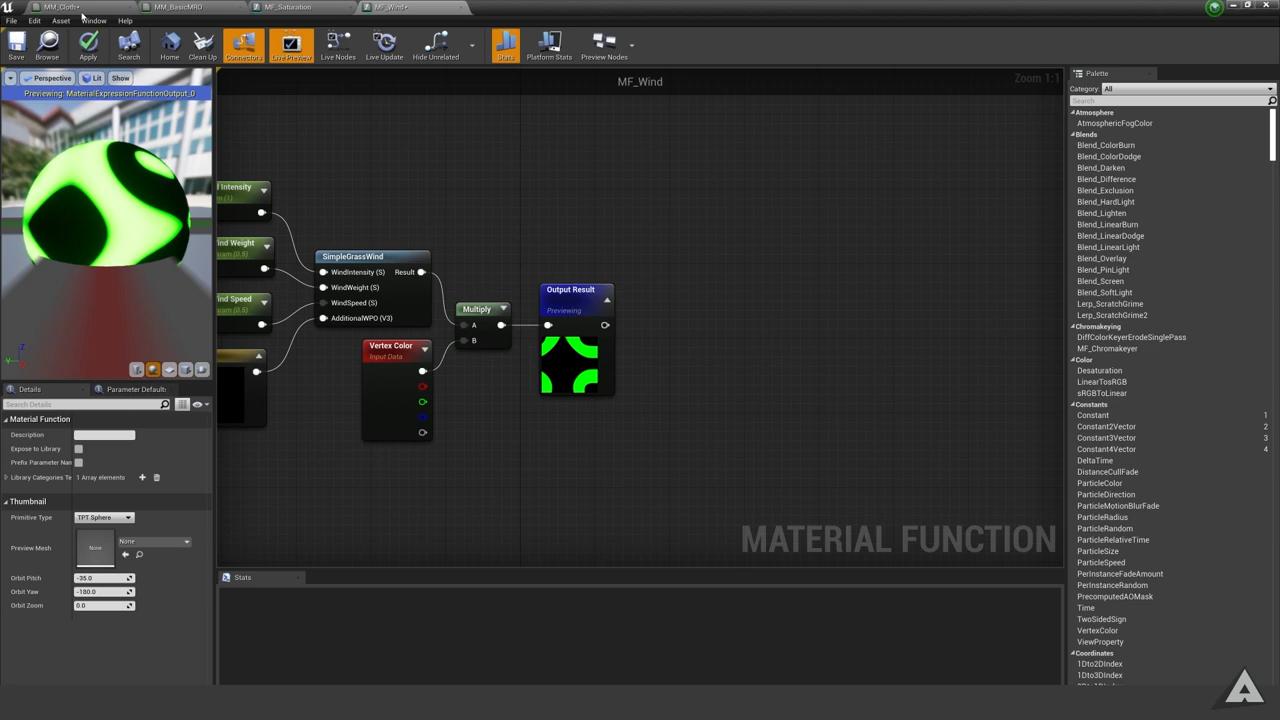 MM_Cloth•
MM_BasicMRO
MF_Saturation
MF_Wind•
File Edit Asset Window Help
Save
Browse
Apply
Search
Home
Clean Up
Connectors
Live Preview
Live Nodes
Live Update
Hide Unrelated
Stats
Platform Stats
Preview Nodes
Perspective
Lit
Show
Previewing: MaterialExpressionFunctionOutput_0
Details
Parameter Default
Search Details
Material Function
Description
Expose to Library
Prefix Parameter Nan
Library Categories Te
1 Array elements
Thumbnail
Primitive Type
TPT Sphere
Preview Mesh
None
None
Orbit Pitch
-35.0
Orbit Yaw
-180.0
Orbit Zoom
0.0
MF_Wind
Zoom 1:1
Intensity
(1)
Weight
(0.5)
Speed
(0.5)
SimpleGrassWind
WindIntensity (S)
Result
WindWeight (S)
WindSpeed (S)
AdditionalWPO (V3)
Vertex Color
Input Data
Multiply
A
B
Output Result
Previewing
MATERIAL FUNCTION
Stats
Palette
Category:
All
Search
Atmosphere
AtmosphericFogColor
Blends
Blend_ColorBurn
Blend_ColorDodge
Blend_Darken
Blend_Difference
Blend_Exclusion
Blend_HardLight
Blend_Lighten
Blend_LinearBurn
Blend_LinearDodge
Blend_LinearLight
Blend_Overlay
Blend_PinLight
Blend_Screen
Blend_SoftLight
Lerp_ScratchGrime
Lerp_ScratchGrime2
Chromakeying
DiffColorKeyerErodeSinglePass
MF_Chromakeyer
Color
Desaturation
LinearTosRGB
sRGBToLinear
Constants
Constant 1
Constant2Vector 2
Constant3Vector 3
Constant4Vector 4
DeltaTime
DistanceCullFade
ParticleColor
ParticleDirection
ParticleMotionBlurFade
ParticleRadius
ParticleRandom
ParticleRelativeTime
ParticleSize
ParticleSpeed
PerInstanceFadeAmount
PerInstanceRandom
PrecomputedAOMask
Time
TwoSidedSign
VertexColor
ViewProperty
Coordinates
1Dto2DIndex
1Dto3DIndex